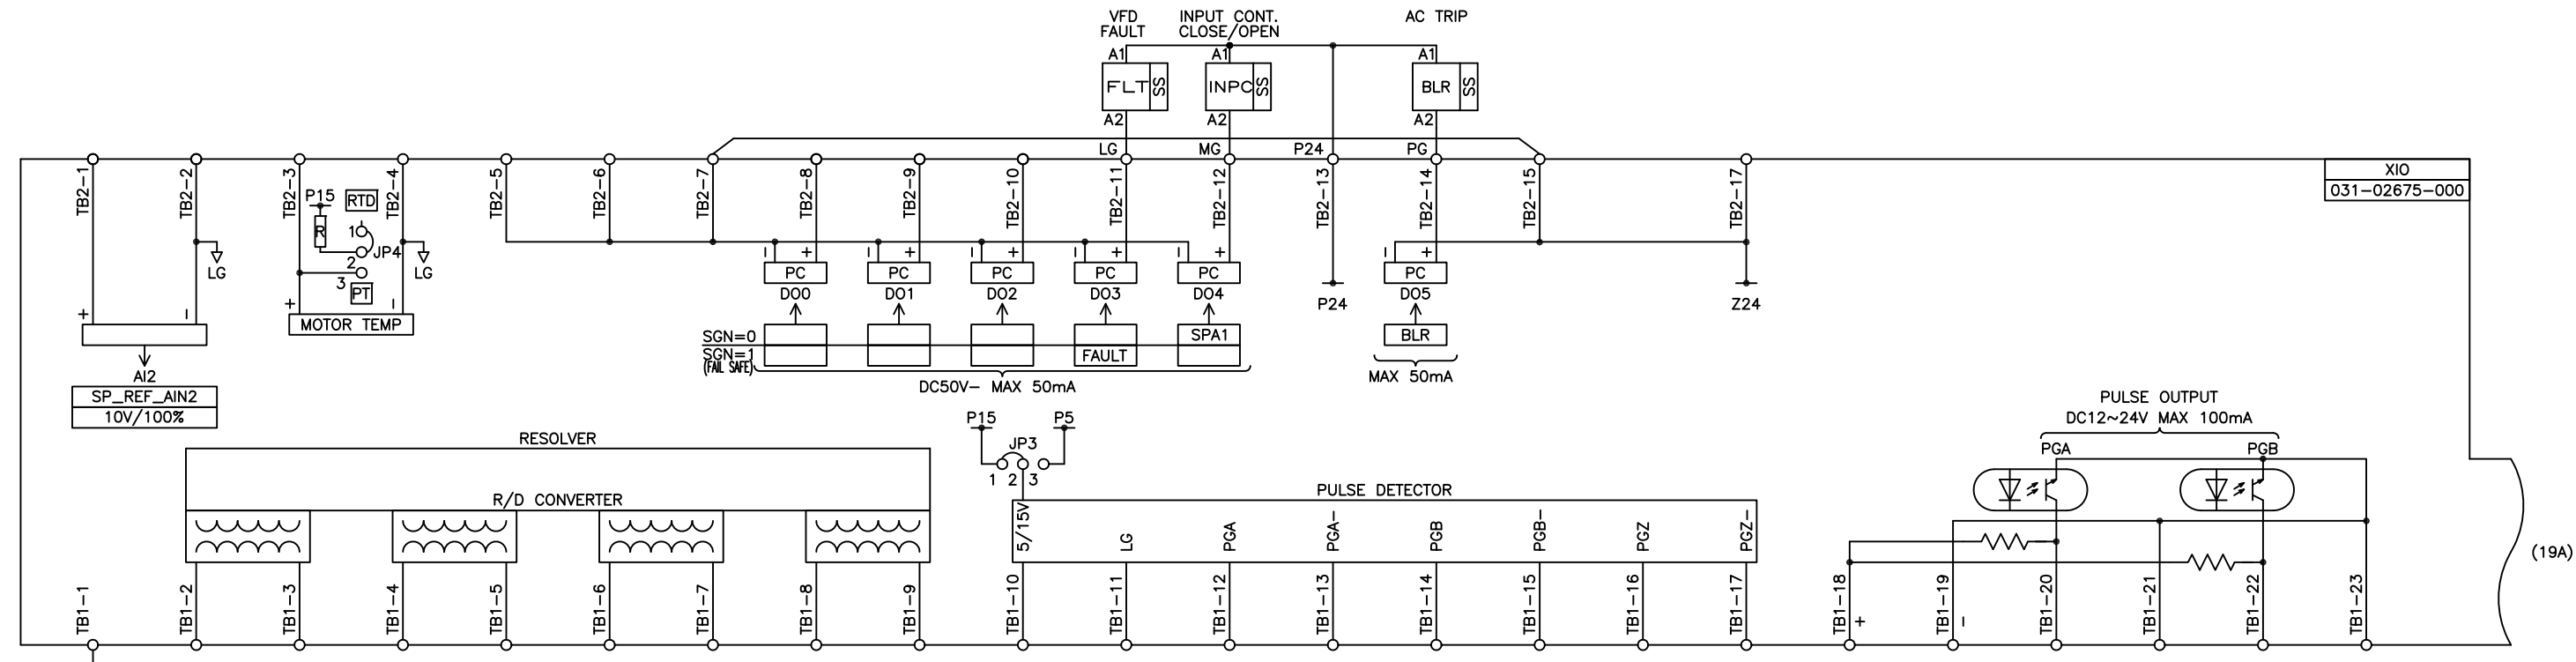 VFD
FAULT
INPUT CONT.
CLOSE/OPEN
AC TRIP
A1
A1
A1
FLT
SS
INPC
SS
BLR
SS
A2
A2
A2
LG
MG
P24
PG
TB2-1
TB2-2
TB2-3
TB2-4
TB2-5
TB2-6
TB2-7
TB2-8
TB2-9
TB2-10
TB2-11
TB2-12
TB2-13
TB2-14
TB2-15
TB2-17
XIO
031-02675-000
P15
RTD
R
1
JP4
2
3
PT
LG
LG
+
-
+
-
MOTOR TEMP
- +
- +
- +
- +
- +
- +
PC
PC
PC
PC
PC
PC
DO0
DO1
DO2
DO3
DO4
DO5
P24
Z24
SGN=0
SPA1
BLR
SGN=1
(FAIL SAFE)
FAULT
DC50V- MAX 50mA
MAX 50mA
AI2
SP_REF_AIN2
10V/100%
RESOLVER
R/D CONVERTER
P15
P5
JP3
1 2 3
PULSE DETECTOR
5/15V
LG
PGA
PGA-
PGB
PGB-
PGZ
PGZ-
PULSE OUTPUT
DC12~24V MAX 100mA
PGA
PGB
(19A)
TB1-1
TB1-2
TB1-3
TB1-4
TB1-5
TB1-6
TB1-7
TB1-8
TB1-9
TB1-10
TB1-11
TB1-12
TB1-13
TB1-14
TB1-15
TB1-16
TB1-17
TB1-18
+
TB1-19
-
TB1-20
TB1-21
TB1-22
TB1-23